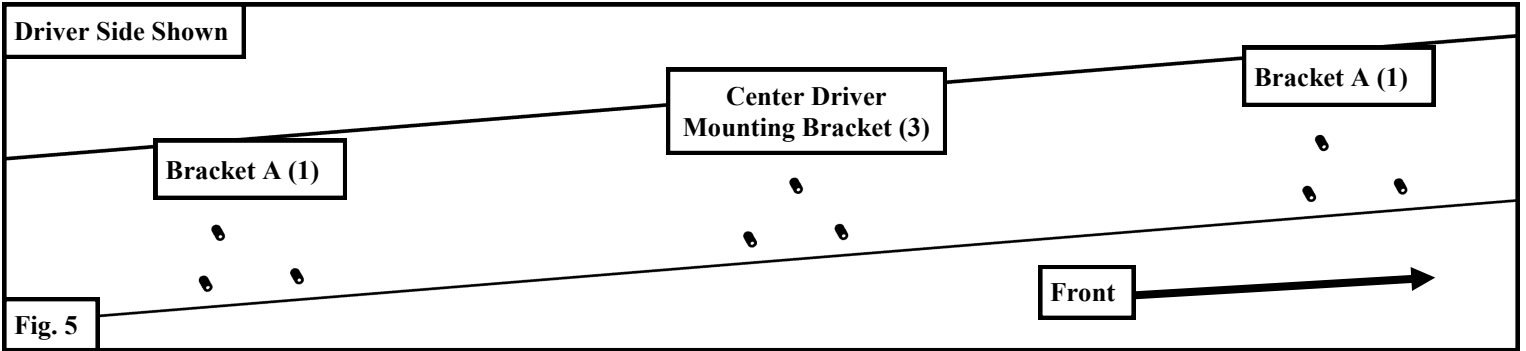 Driver Side Shown
Bracket A (1)
Center Driver
Mounting Bracket (3)
Bracket A (1)
Front
Fig. 5